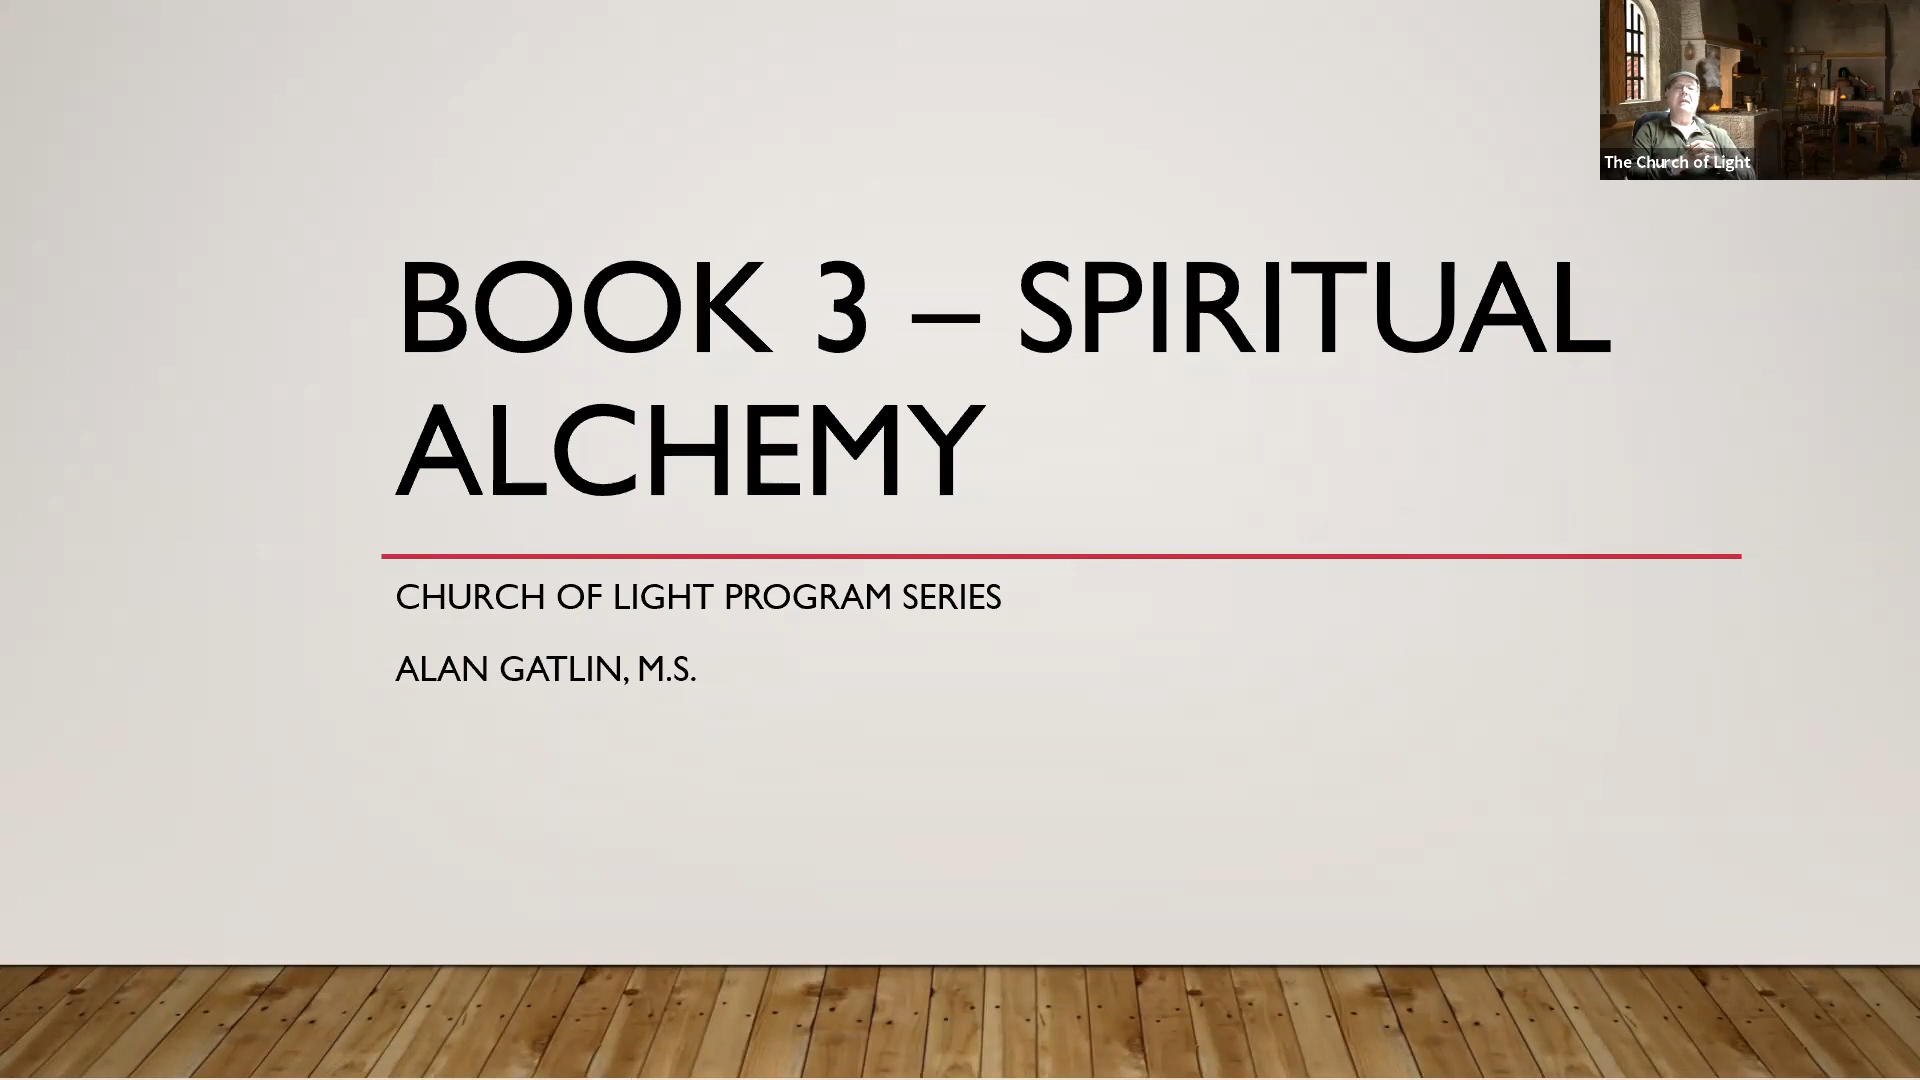 The Church of Light
BOOK 3 – SPIRITUAL
ALCHEMY
CHURCH OF LIGHT PROGRAM SERIES
ALAN GATLIN, M.S.